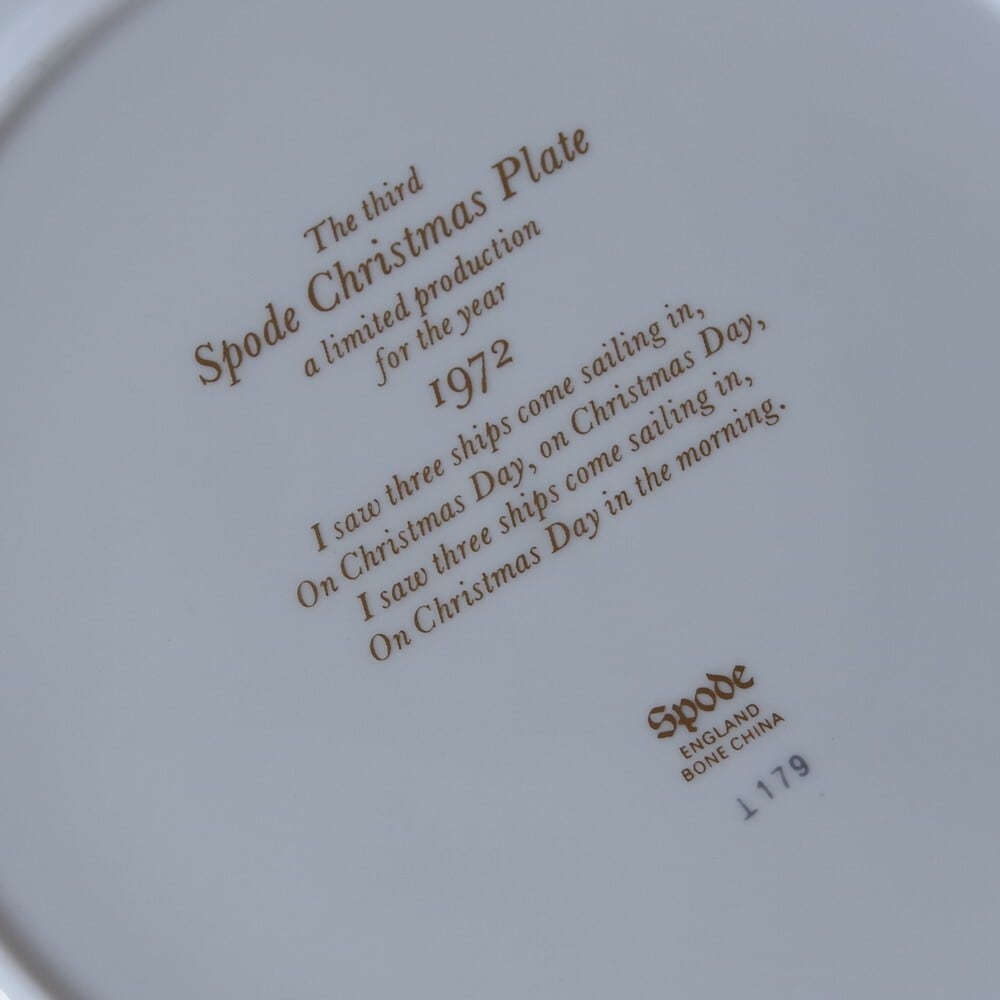 The third
Spode Christmas Plate
a limited production
for the year
1972
I saw three ships come sailing in,
On Christmas Day, on Christmas Day,
I saw three ships come sailing in,
On Christmas Day in the morning.
Spode
ENGLAND
BONE CHINA
1179